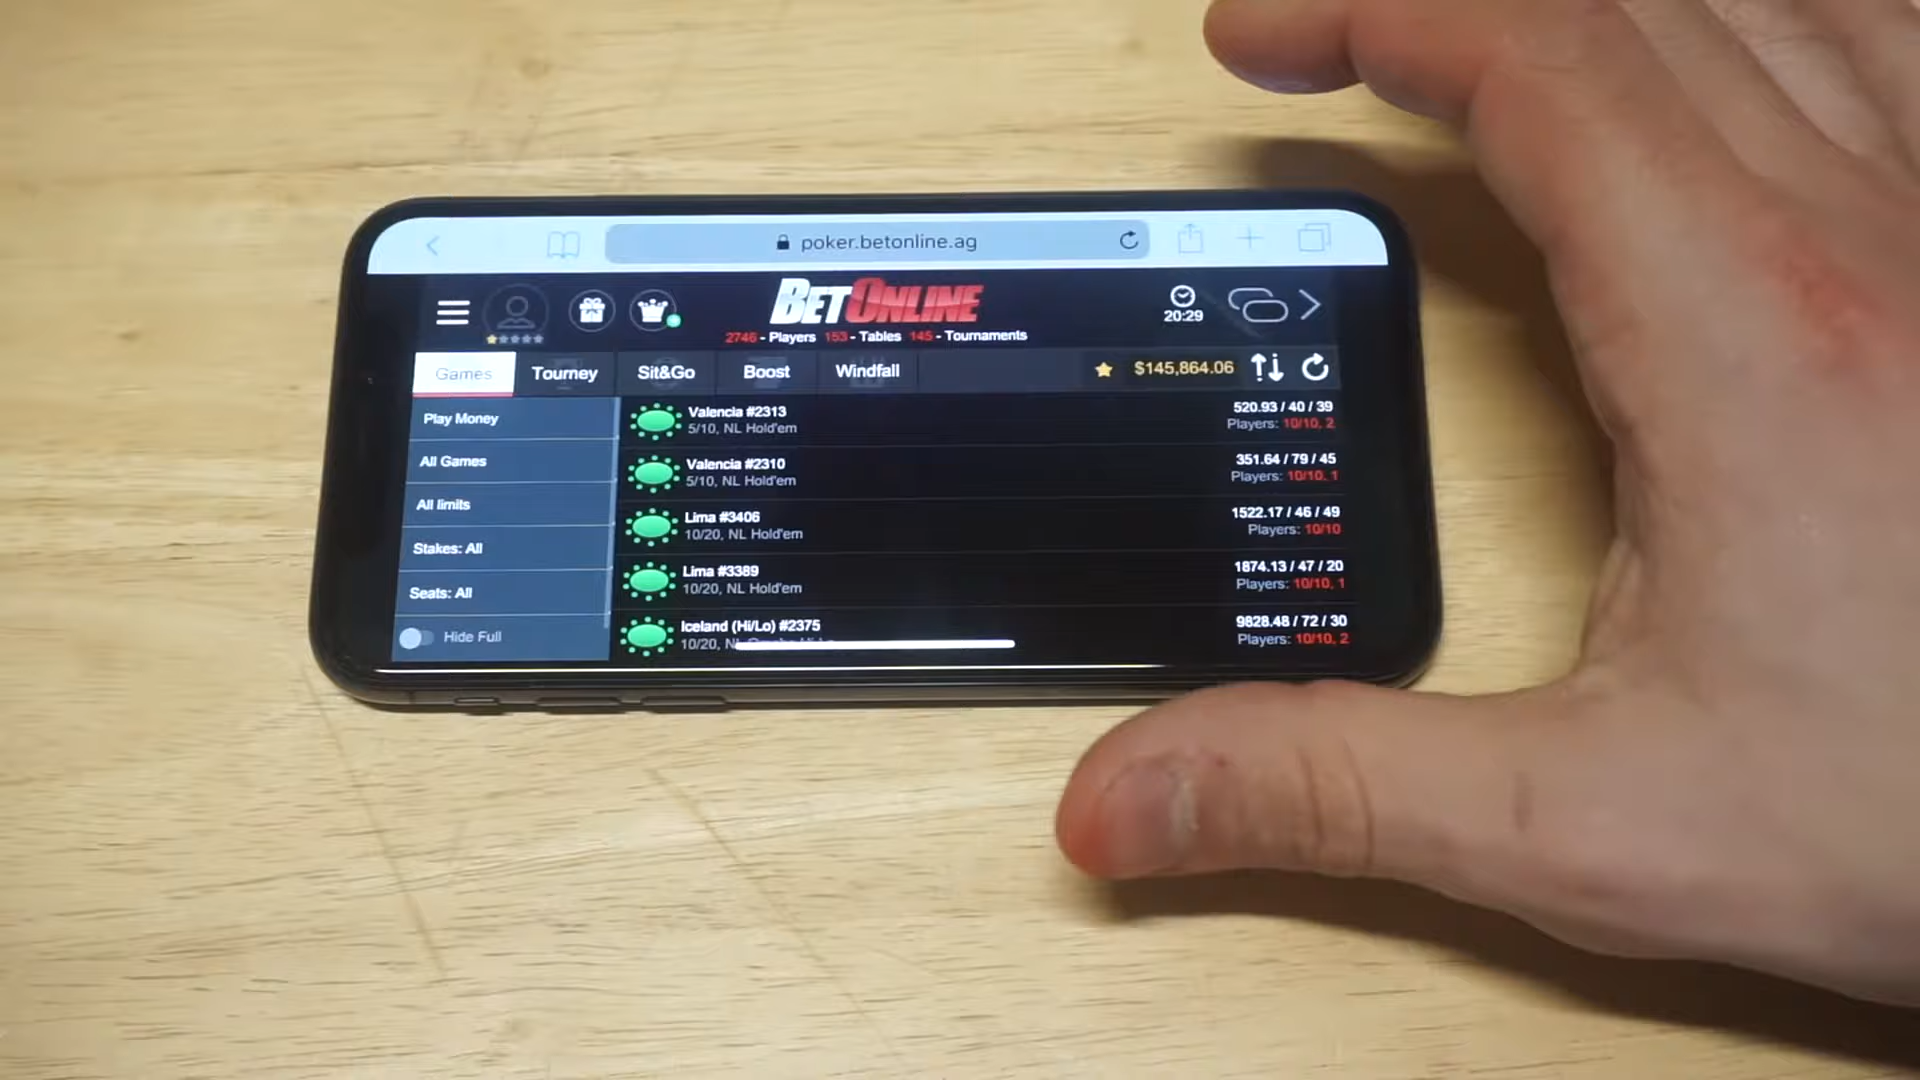 poker.betonline.ag
BETONLINE
2746 - Players 153 - Tables 145 - Tournaments
20:29
Games Tourney Sit&Go Boost Windfall $145,864.06
Play Money
All Games
All limits
Stakes: All
Seats: All
Hide Full
Valencia #2313 520.93 / 40 / 39
5/10, NL Hold'em Players: 10/10, 2
Valencia #2310 351.64 / 79 / 45
5/10, NL Hold'em Players: 10/10, 1
Lima #3406 1522.17 / 46 / 49
10/20, NL Hold'em Players: 10/10
Lima #3389 1874.13 / 47 / 20
10/20, NL Hold'em Players: 10/10, 1
Iceland (Hi/Lo) #2375 9828.48 / 72 / 30
10/20, Players: 10/10, 2